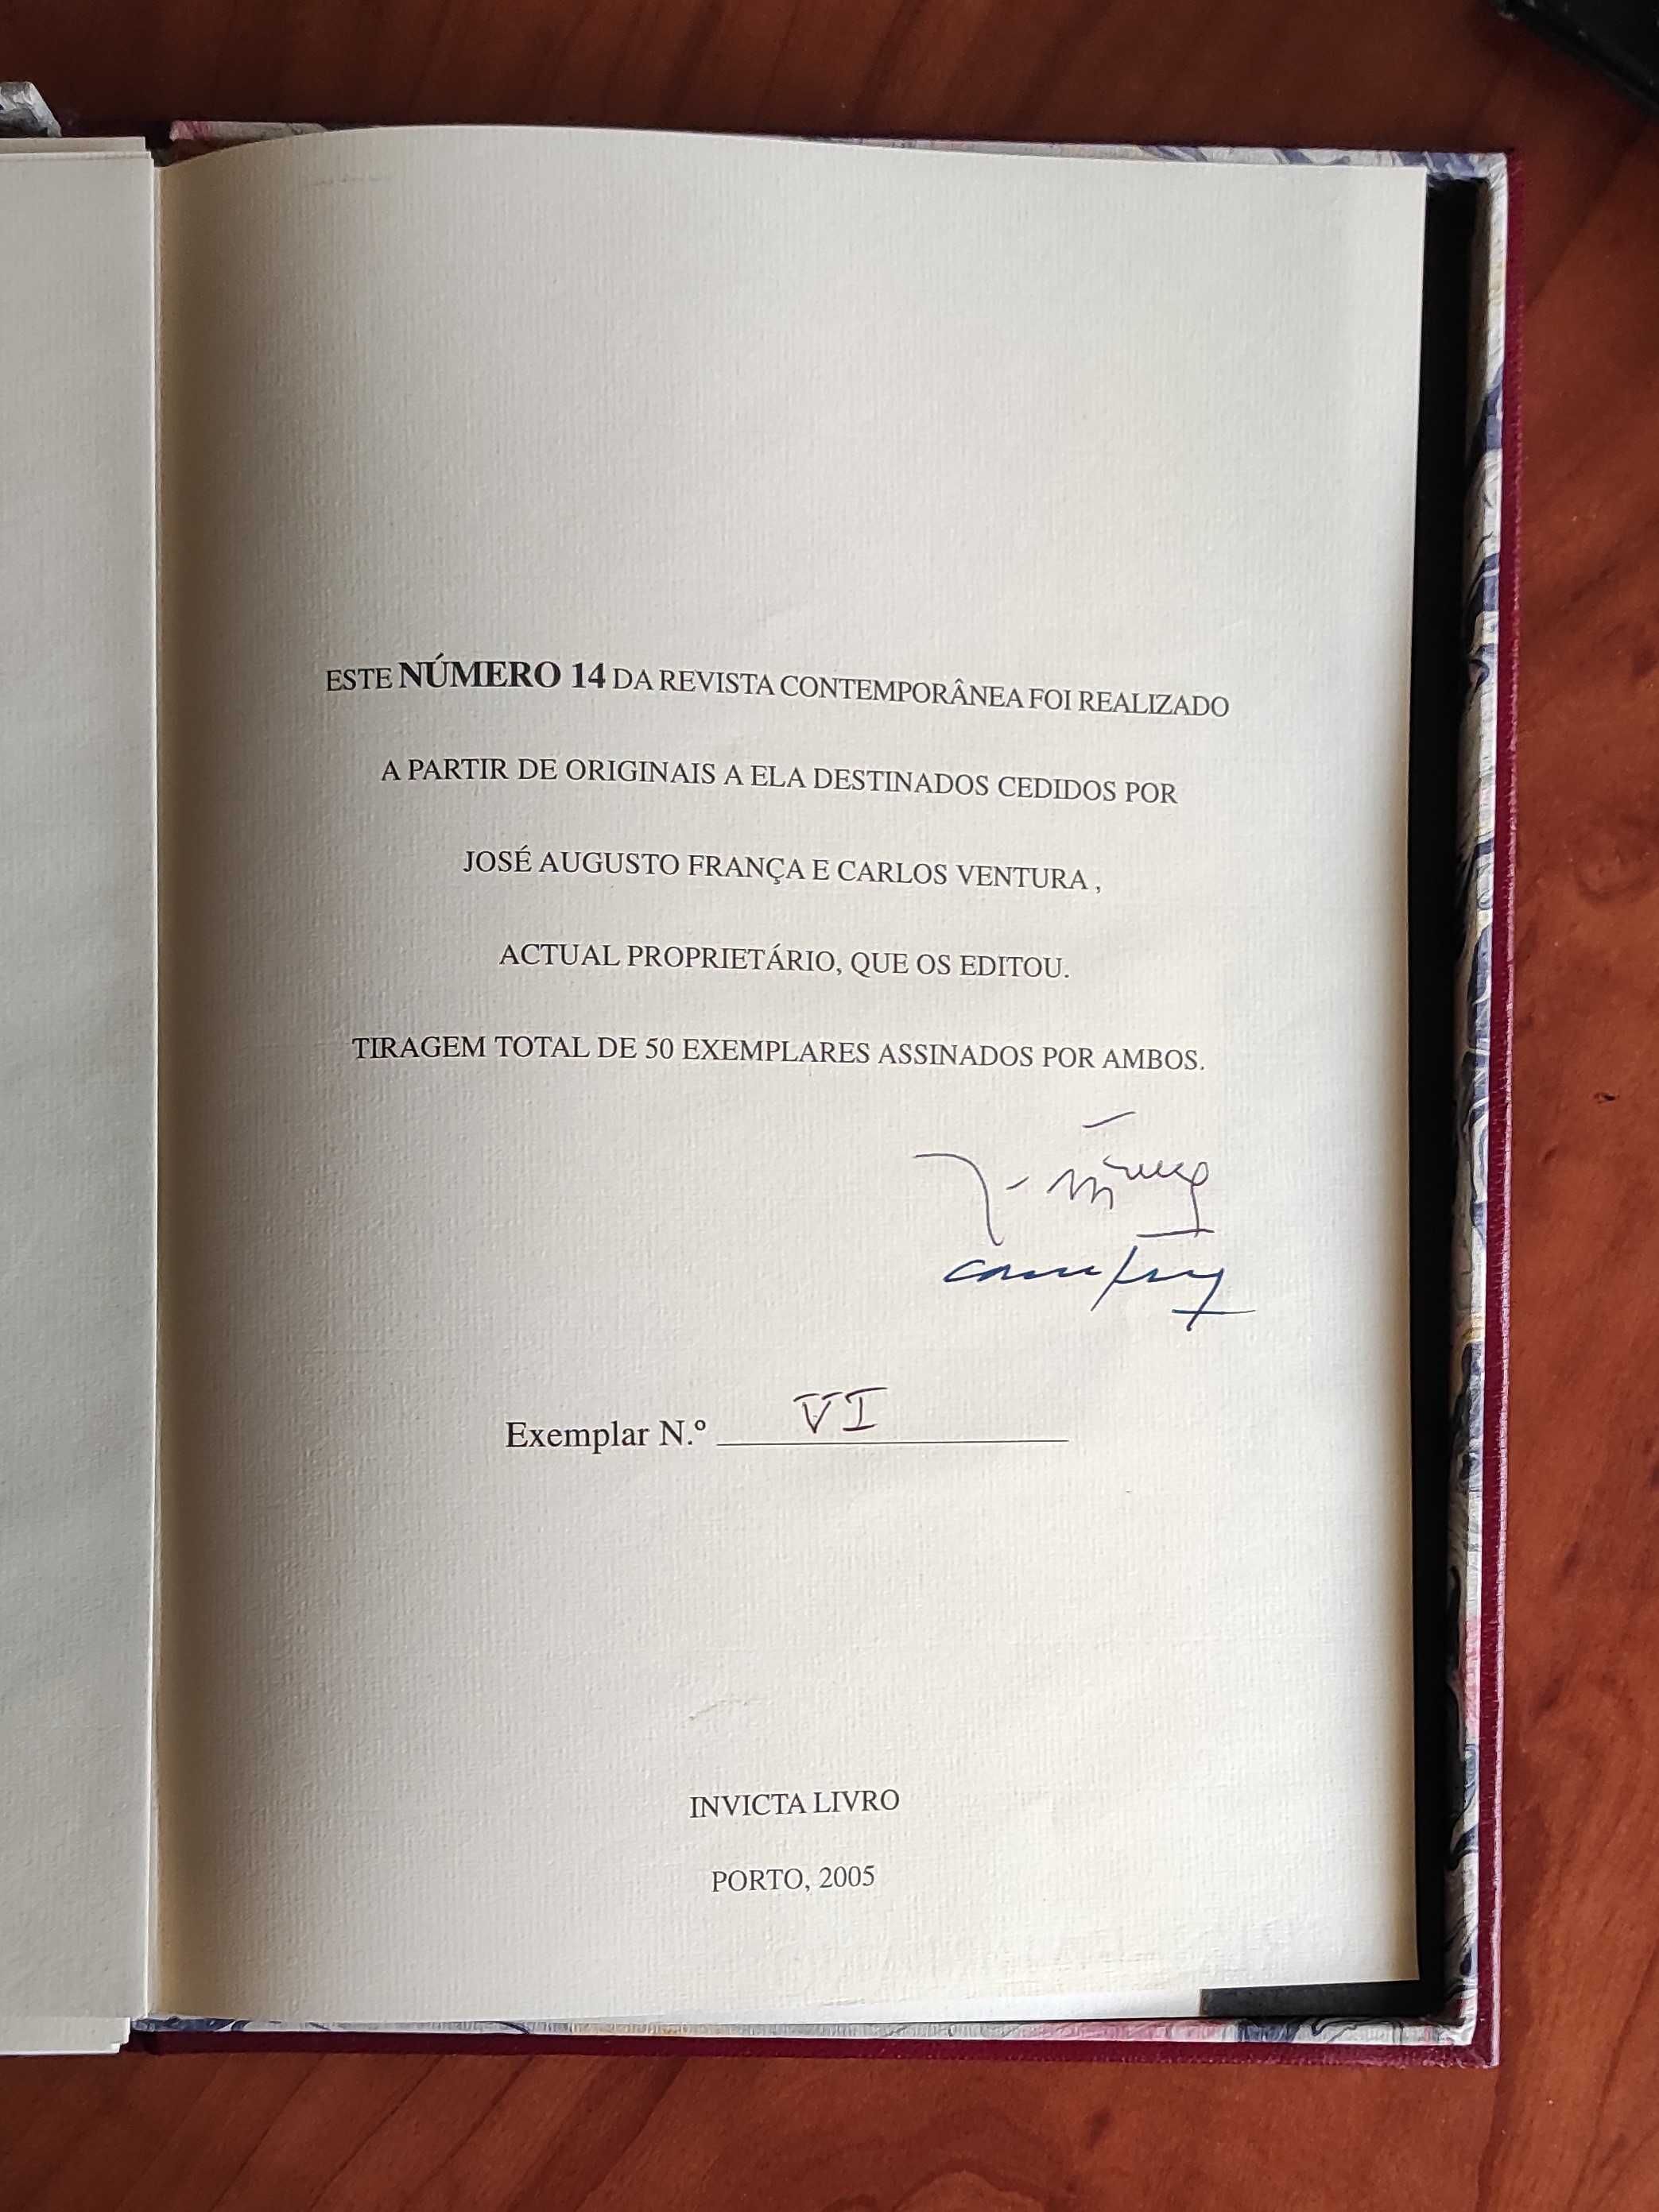 ESTE NÚMERO 14 DA REVISTA CONTEMPORÂNEA FOI REALIZADO
A PARTIR DE ORIGINAIS A ELA DESTINADOS CEDIDOS POR
JOSÉ AUGUSTO FRANÇA E CARLOS VENTURA ,
ACTUAL PROPRIETÁRIO, QUE OS EDITOU.
TIRAGEM TOTAL DE 50 EXEMPLARES ASSINADOS POR AMBOS.
Exemplar N.º VI
INVICTA LIVRO
PORTO, 2005